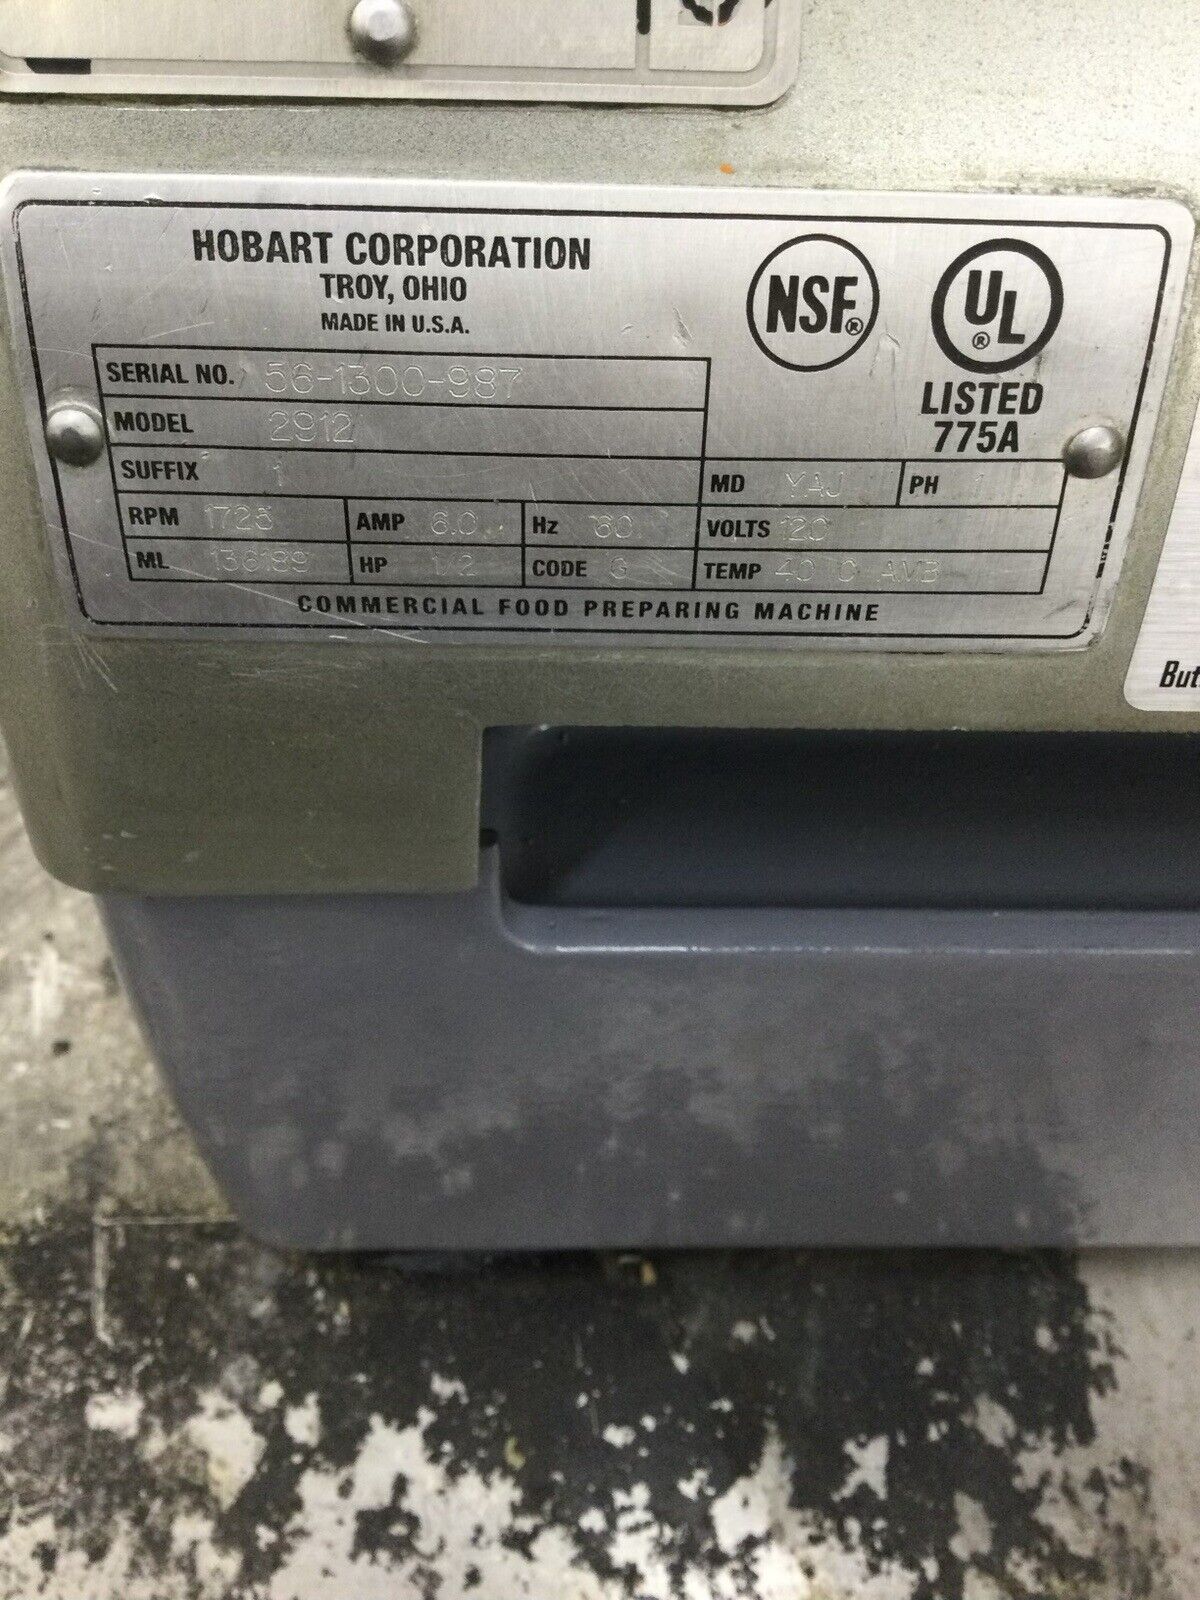 HOBART CORPORATION
TROY, OHIO
MADE IN U.S.A.
NSF®
UL®
LISTED
775A
SERIAL NO. 56-1300-987
MODEL 2912
SUFFIX 1 MD YAJ PH 1
RPM 1725 AMP 6.0 Hz 60 VOLTS 120
ML 136189 HP 1/2 CODE G TEMP 40 C AMB
COMMERCIAL FOOD PREPARING MACHINE